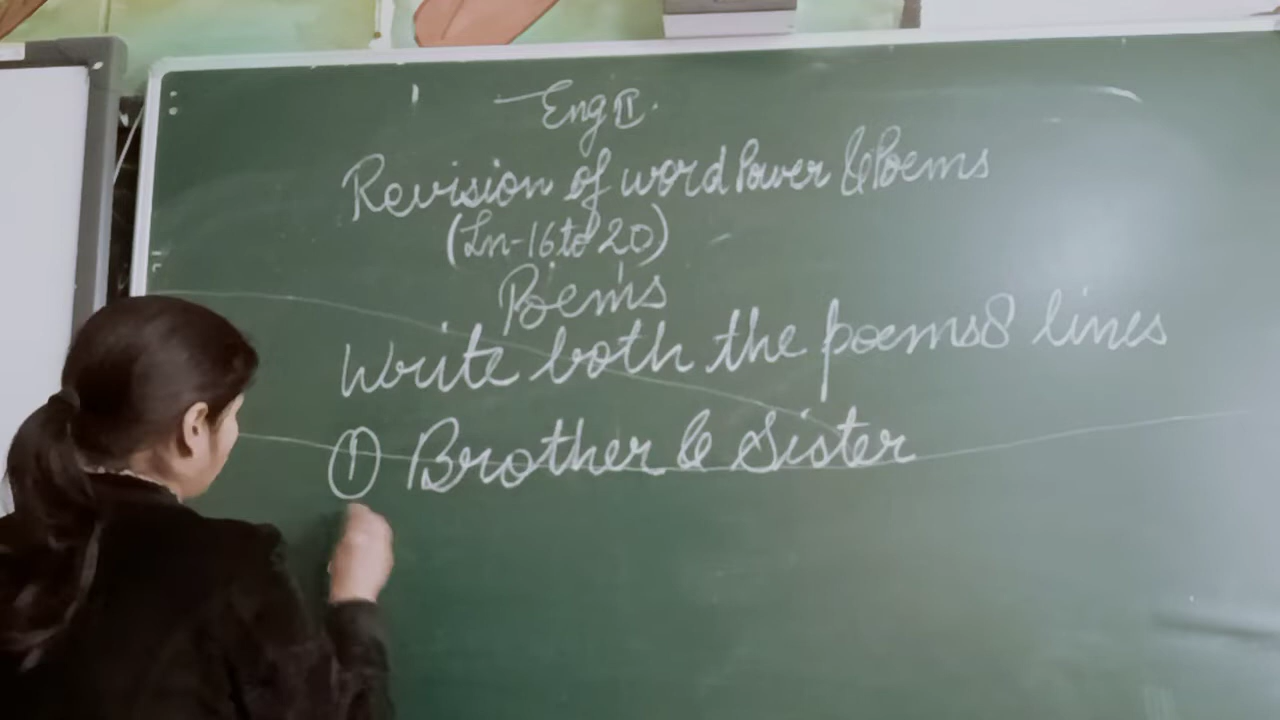 Eng II.
Revision of word Power & Poems
(Ln-16 to 20)
Poems
Write both the poems 8 lines
① Brother & Sister